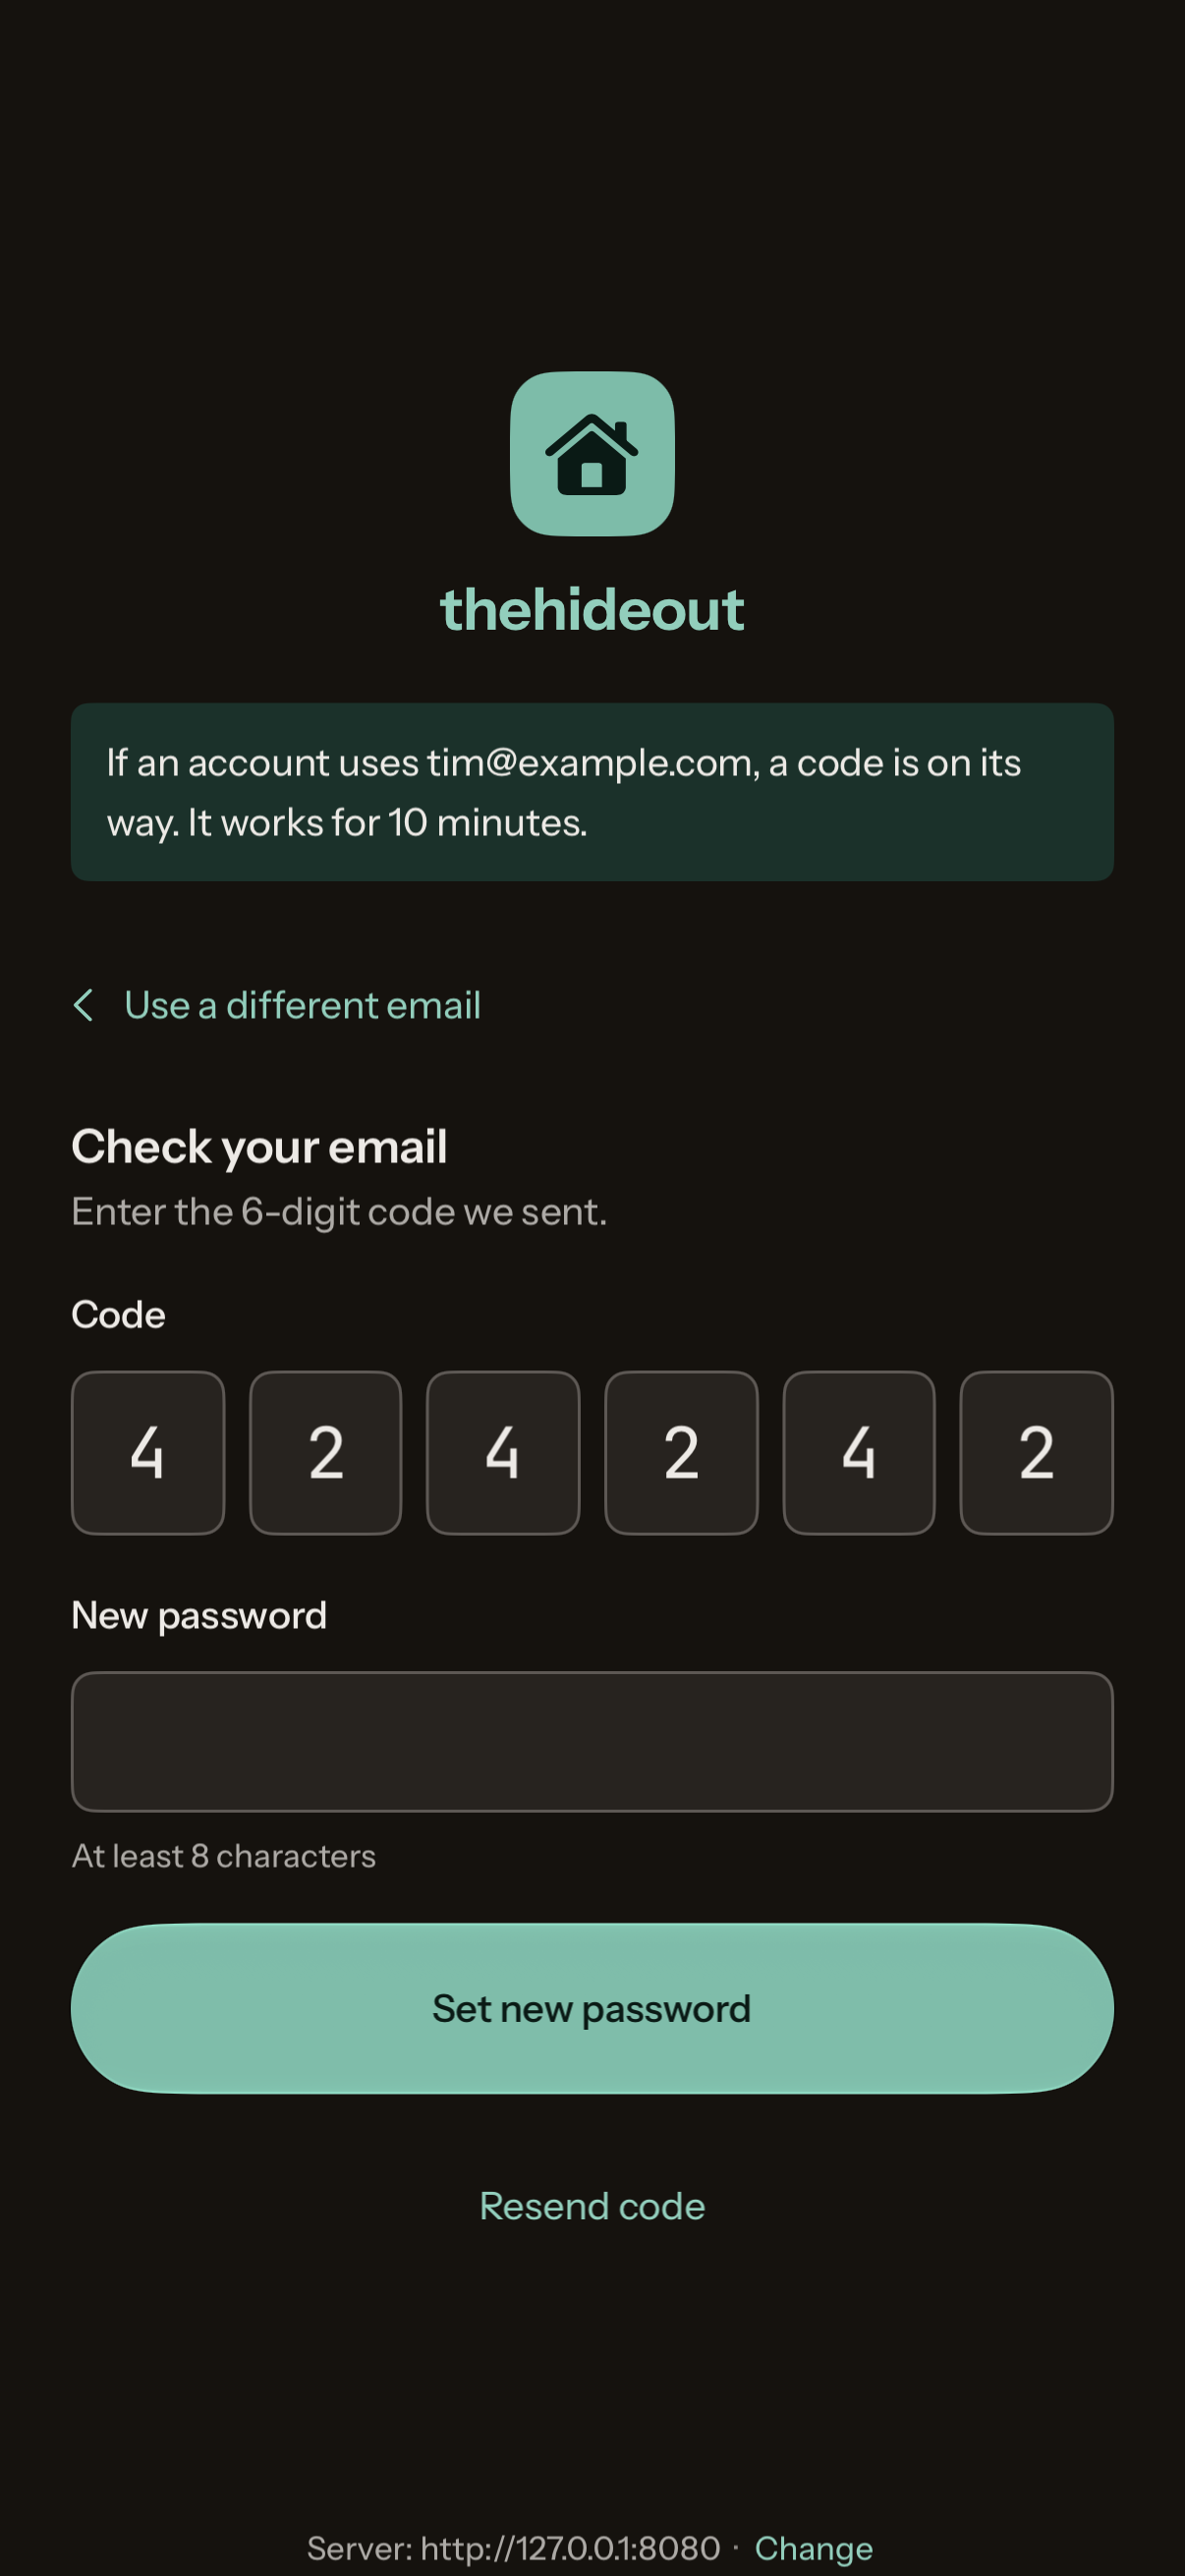 thehideout
If an account uses tim@example.com, a code is on its
way. It works for 10 minutes.
Use a different email
Check your email
Enter the 6-digit code we sent.
Code
4 2 4 2 4 2
New password
At least 8 characters
Set new password
Resend code
Server: http://127.0.0.1:8080 · Change